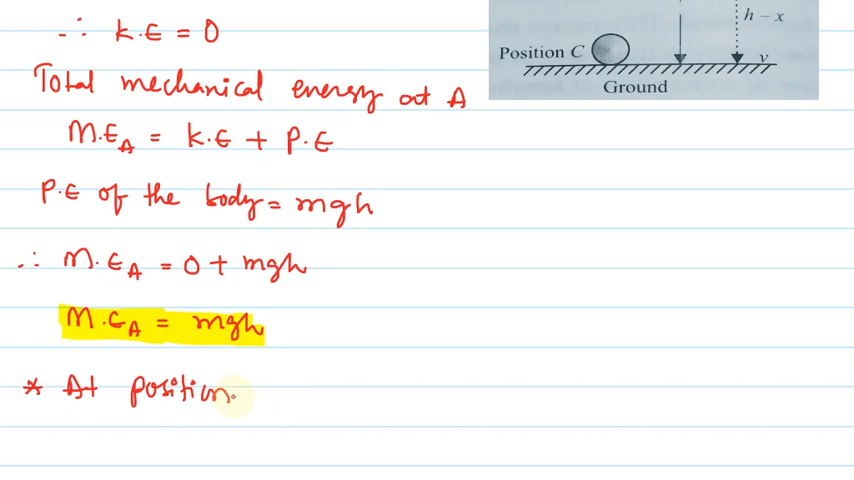 ∴ K.E = 0
Total mechanical energy at A
M.E_A = K.E + P.E
P.E of the body = mgh
∴ M.E_A = 0 + mgh
M.E_A = mgh
* At position
h – x
Position C
v
Ground